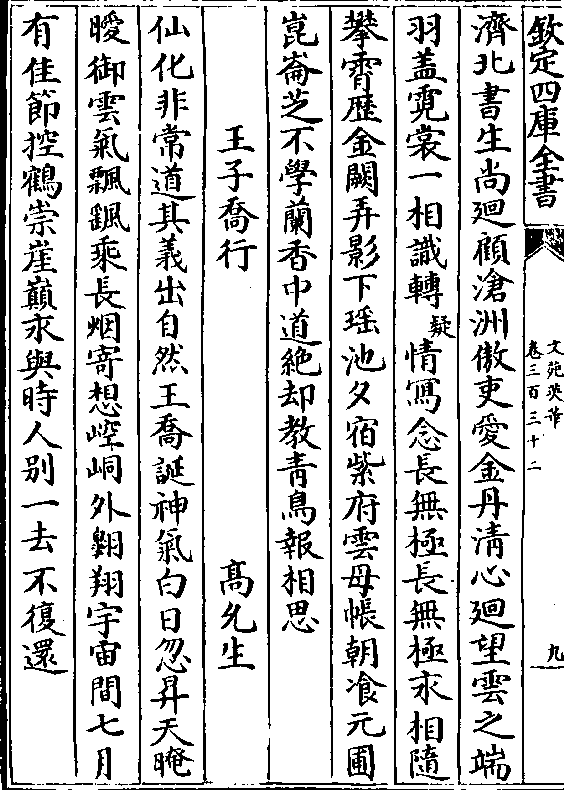 欽定四庫全書
文苑英華
卷三百三十二
九
濟北書生尚廻顧滄洲傲吏愛金丹清心廻望雲之端
羽盖霓裳一相識轉疑情寫念長無極長無極永相隨
攀霄歴金闕弄影下瑶池夕宿紫府雲母帳朝飡元圃
崑崙芝不學蘭香中道絶却教青鳥報相思
王子喬行 高允生
仙化非常道其義出自然王喬誕神氣白日忽昇天晻
曖御雲氣飄颻乘長烟寄想崆峒外翺翔宇宙間七月
有佳節控鶴崇崖巔永與時人别一去不復還